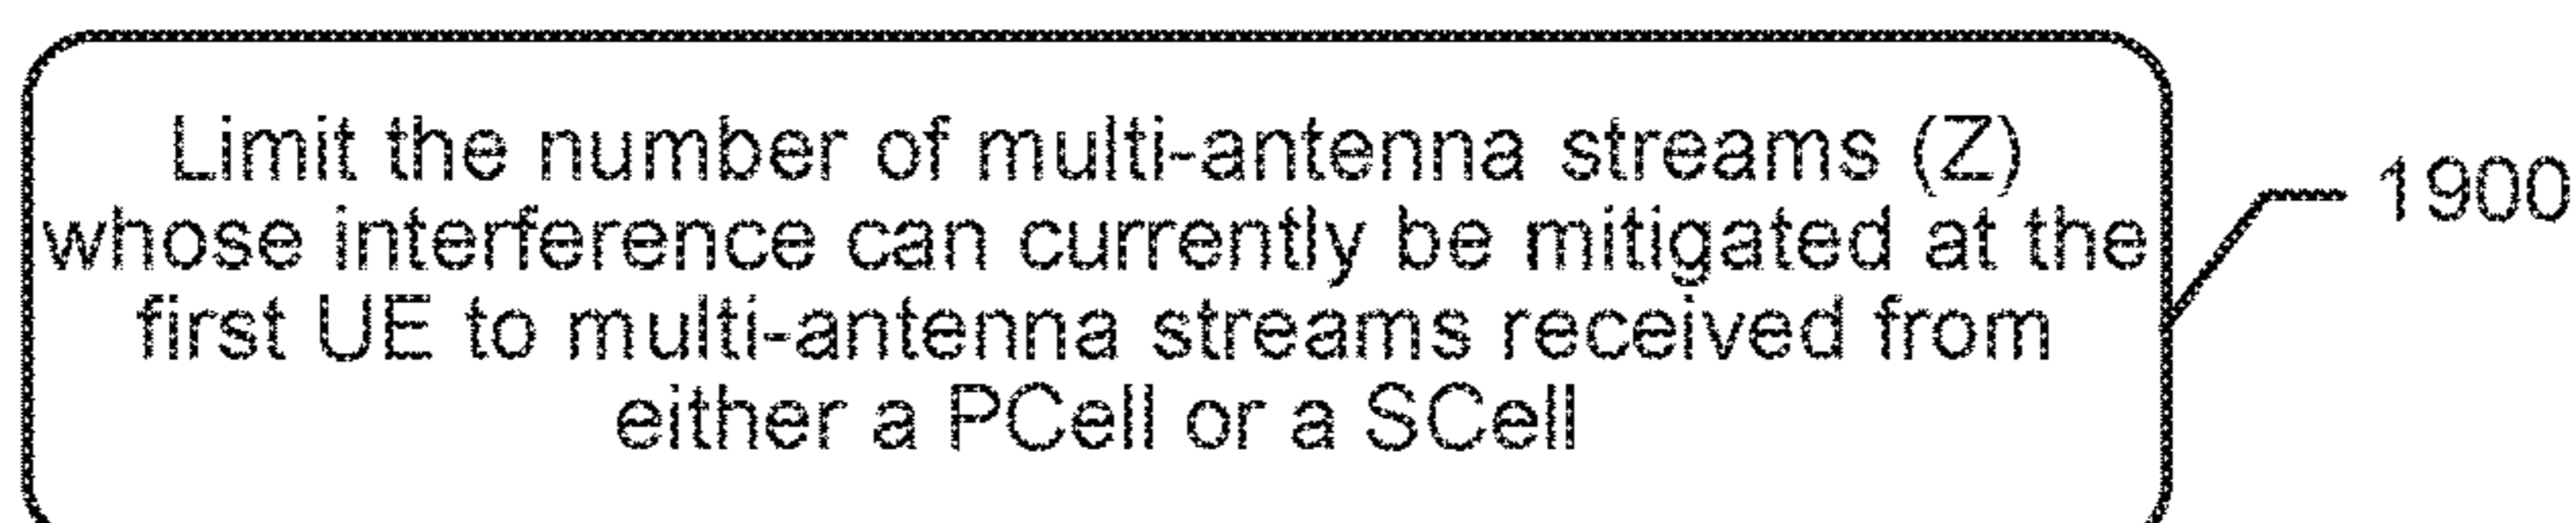 Limit the number of multi-antenna streams (Z)
whose interference can currently be mitigated at the
first UE to multi-antenna streams received from
either a PCell or a SCell
1900